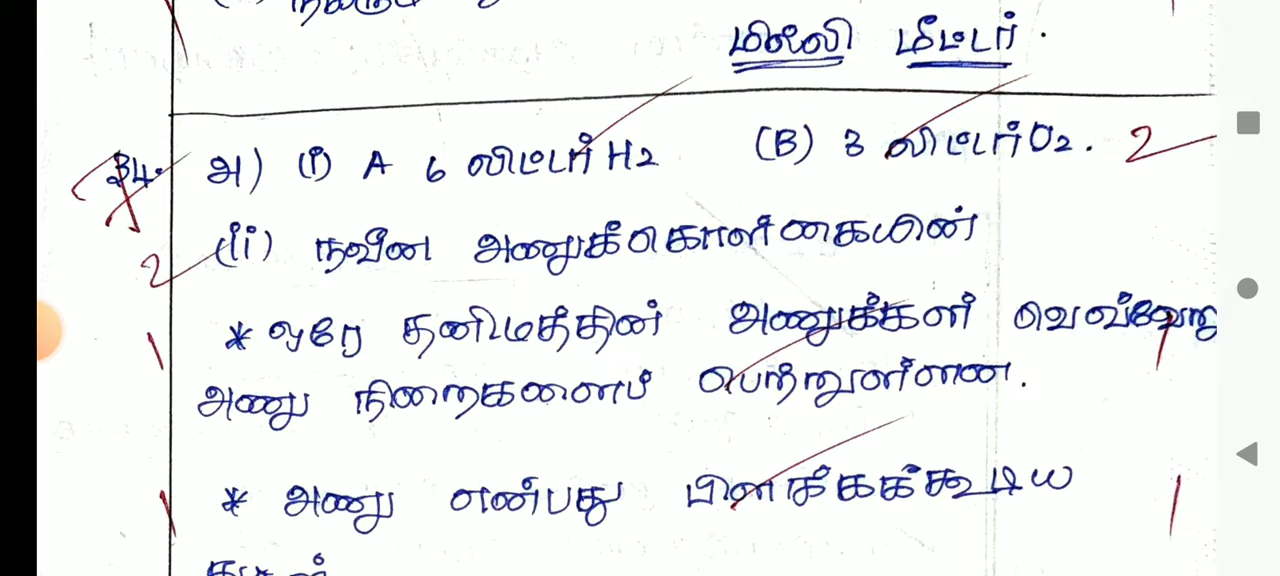 மில்லி மீட்டர்.
34. அ) (i) A 6 லிட்டர் H2 (B) 3 லிட்டர் O2. 2
2 (ii) நவீன அணுக்கொள்கையின்
* ஒரே தனிமத்தின் அணுக்கள் வெவ்வேறு
அணு நிறைகளைப் பெற்றுள்ளன. 1
* அணு என்பது பிளக்கக்கூடிய 1